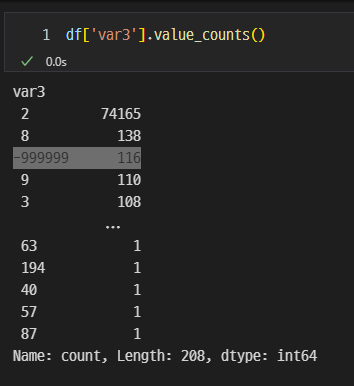 1 df['var3'].value_counts()
✓ 0.0s
var3
2 74165
8 138
-999999 116
9 110
3 108
...
63 1
194 1
40 1
57 1
87 1
Name: count, Length: 208, dtype: int64